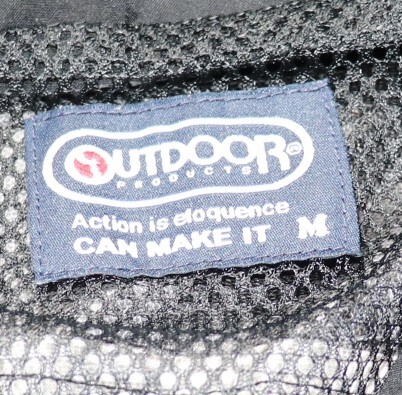 OUTDOOR®
PRODUCTS
Action is eloquence
CAN MAKE IT M